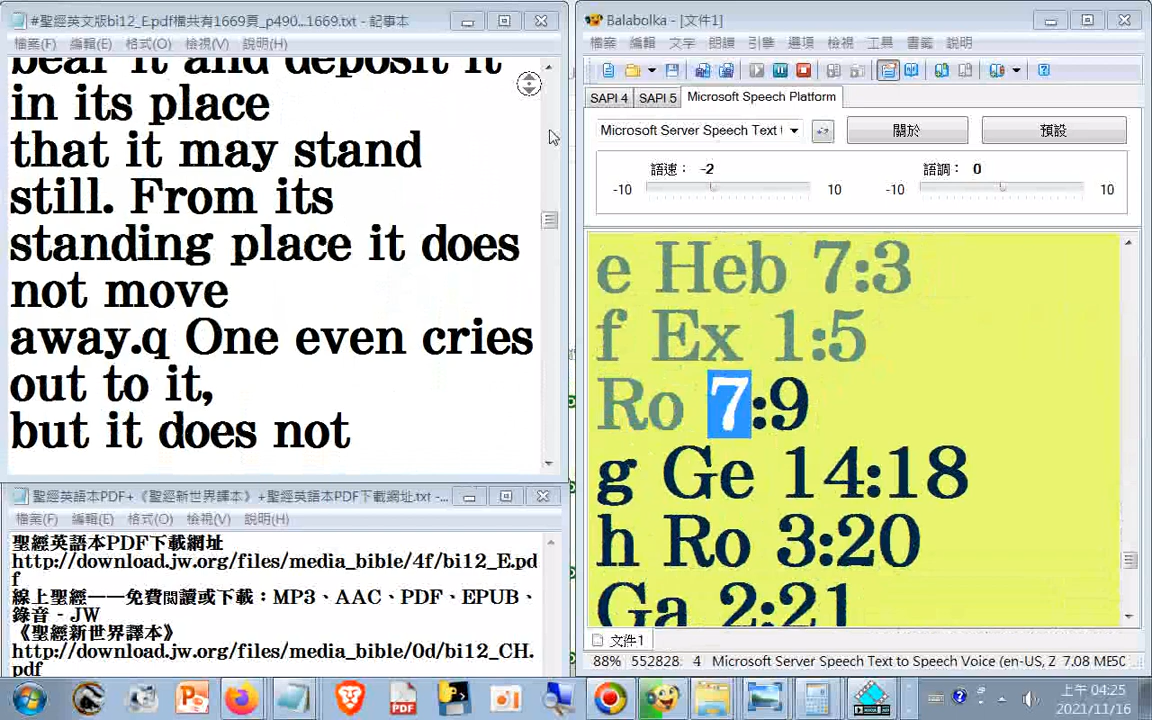 #聖經英文版bi12_E.pdf檔共有1669頁_p490...1669.txt - 記事本
檔案(F) 編輯(E) 格式(O) 檢視(V) 說明(H)
bear it and deposit it
in its place
that it may stand
still. From its
standing place it does
not move
away.q One even cries
out to it,
but it does not
聖經英語本PDF+《聖經新世界譯本》+聖經英語本PDF下載網址.txt - ...
檔案(F) 編輯(E) 格式(O) 檢視(V) 說明(H)
聖經英語本PDF下載網址
http://download.jw.org/files/media_bible/4f/bi12_E.pd
f
線上聖經——免費閱讀或下載：MP3、AAC、PDF、EPUB、
錄音 - JW
《聖經新世界譯本》
http://download.jw.org/files/media_bible/0d/bi12_CH.
pdf
Balabolka - [文件1]
檔案 編輯 文字 朗讀 引擎 選項 檢視 工具 書籤 說明
SAPI 4 SAPI 5 Microsoft Speech Platform
Microsoft Server Speech Text t 關於 預設
語速： -2 語調： 0
-10 10 -10 10
e Heb 7:3
f Ex 1:5
Ro 7:9
g Ge 14:18
h Ro 3:20
Ga 2:21
文件1
88% 552828: 4 Microsoft Server Speech Text to Speech Voice (en-US, Z 7.08 МБ
上午 04:25
2021/11/16